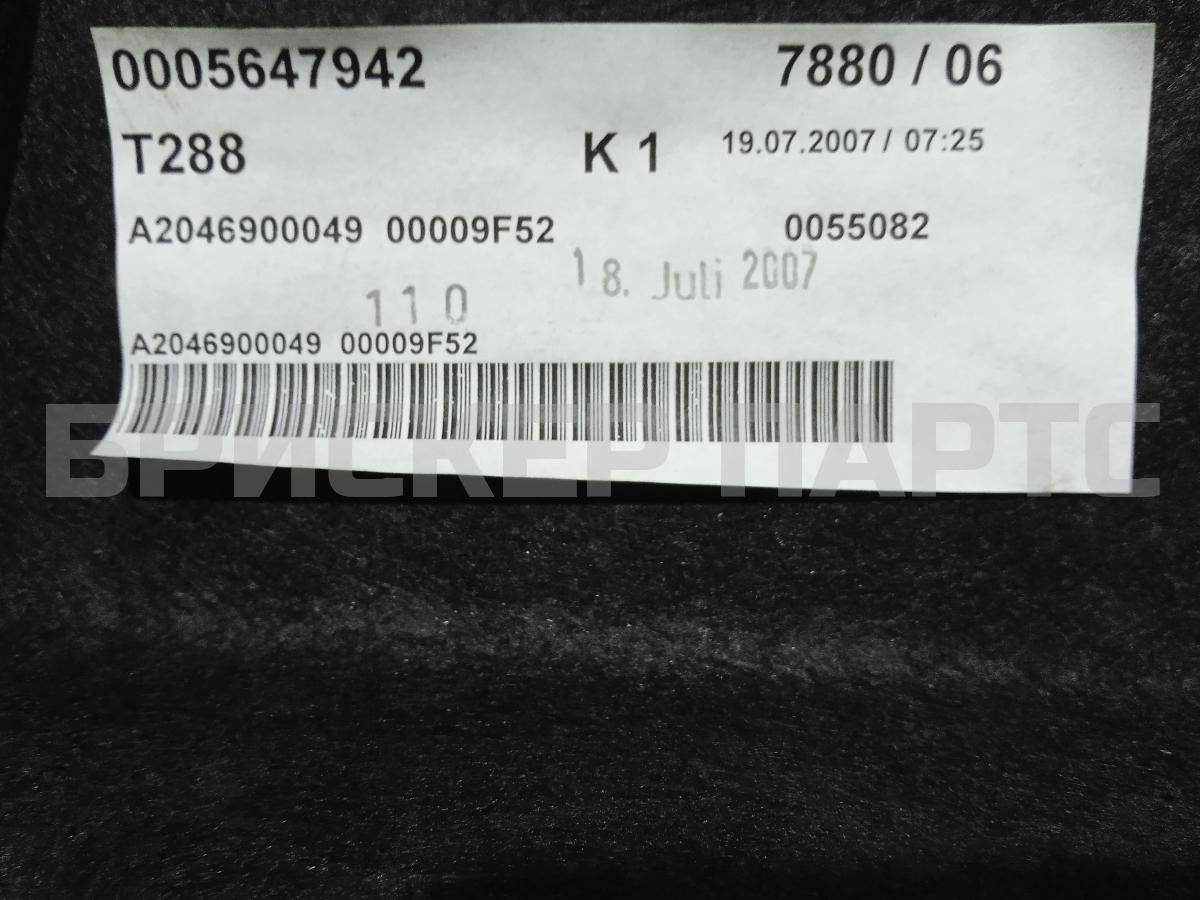 0005647942 7880 / 06
T288 K 1 19.07.2007 / 07:25
A2046900049 00009F52 0055082
18. Juli 2007
110
A2046900049 00009F52
БРИСКЕР ПАРТС